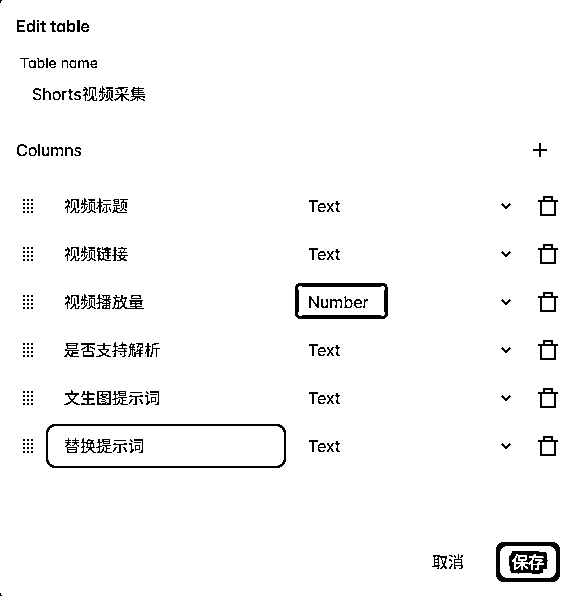 Edit table
Table name
Shorts视频采集
Columns
视频标题 Text
视频链接 Text
视频播放量 Number
是否支持解析 Text
文生图提示词 Text
替换提示词 Text
取消 保存